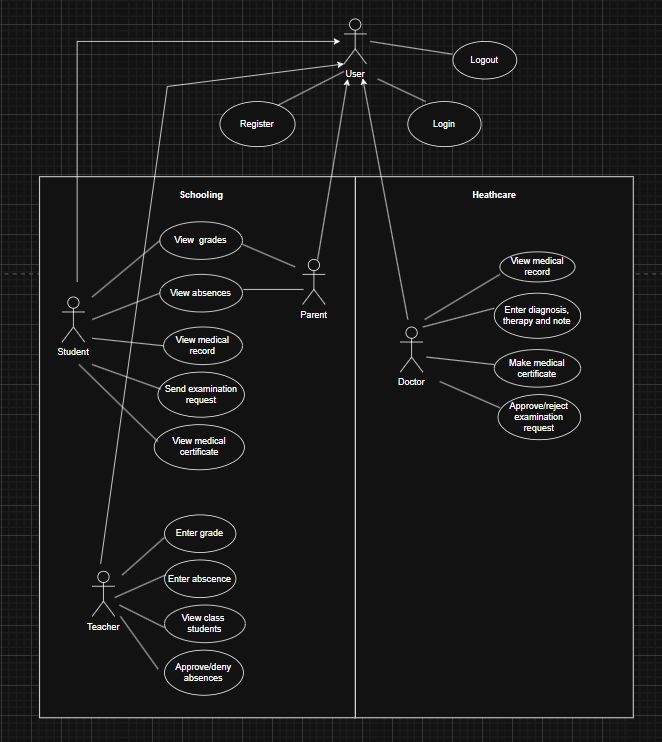 User
Logout
Register
Login
Schooling
Heathcare
View grades
View absences
Parent
Student
View medical
record
Send examination
request
View medical
certificate
View medical
record
Enter diagnosis,
therapy and note
Doctor
Make medical
certificate
Approve/reject
examination
request
Enter grade
Enter abscence
Teacher
View class
students
Approve/deny
absences